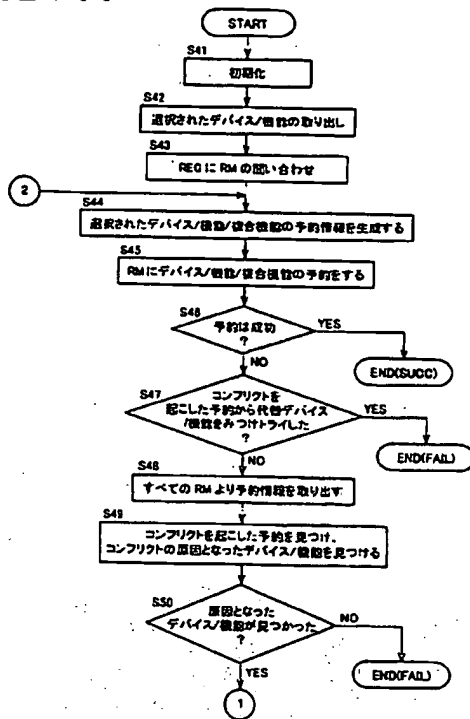 START
S41
初期化
S42
選択されたデバイス/機能の取り出し
S43
REGにRMの問い合わせ
2
S44
選択されたデバイス/機能/複合機能の予約情報を生成する
S45
RMにデバイス/機能/複合機能の予約をする
S46
予約は成功
?
YES
END(SUCC)
NO
S47
コンフリクトを
起こした予約から代替デバイス
/機能をみつけトライした
?
YES
END(FAIL)
NO
S48
すべてのRMより予約情報を取り出す
S49
コンフリクトを起こした予約を見つけ、
コンフリクトの原因となったデバイス/機能を見つける
S50
原因となった
デバイス/機能が見つかった
?
NO
END(FAIL)
YES
1